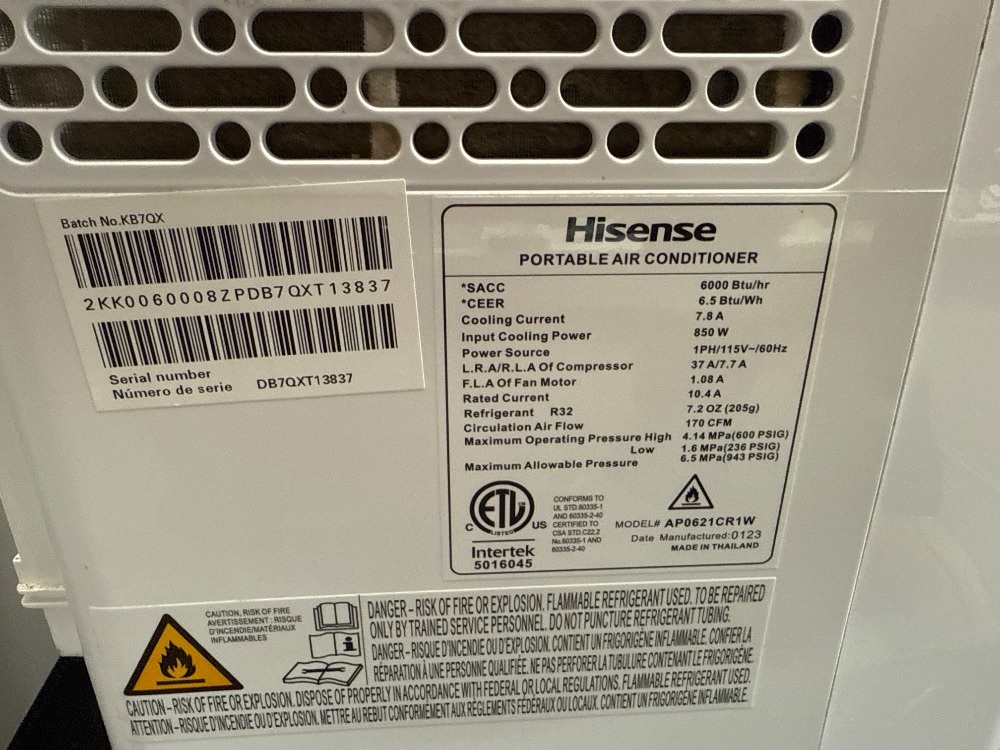 Batch No.KB7QX
2KK0060008ZPDB7QXT13837
Serial number
Número de serie DB7QXT13837
Hisense
PORTABLE AIR CONDITIONER
*SACC 6000 Btu/hr
*CEER 6.5 Btu/Wh
Cooling Current 7.8 A
Input Cooling Power 850 W
Power Source 1PH/115V~/60Hz
L.R.A/R.L.A Of Compressor 37 A/7.7 A
F.L.A Of Fan Motor 1.08 A
Rated Current 10.4 A
Refrigerant R32 7.2 OZ (205g)
Circulation Air Flow 170 CFM
Maximum Operating Pressure High 4.14 MPa(600 PSIG)
Low 1.6 MPa(236 PSIG)
Maximum Allowable Pressure 6.5 MPa(943 PSIG)
ETL
LISTED
C US
Intertek
5016045
CONFORMS TO
UL STD.60335-1
AND 60335-2-40
CERTIFIED TO
CSA STD.C22.2
No.60335-1 AND
60335-2-40
MODEL# AP0621CR1W
Date Manufactured:0123
MADE IN THAILAND
CAUTION, RISK OF FIRE
AVERTISSEMENT : RISQUE
D'INCENDIE/MATÉRIAUX
INFLAMMABLES
DANGER – RISK OF FIRE OR EXPLOSION. FLAMMABLE REFRIGERANT USED. TO BE REPAIRED
ONLY BY TRAINED SERVICE PERSONNEL. DO NOT PUNCTURE REFRIGERANT TUBING.
DANGER – RISQUE D'INCENDIE OU D'EXPLOSION. CONTIENT UN FRIGORIGÈNE INFLAMMABLE. CONFIER LA
RÉPARATION À UNE PERSONNE QUALIFIÉE. NE PAS PERFORER LA TUBULURE CONTENANT LE FRIGORIGÈNE.
CAUTION – RISK OF FIRE OR EXPLOSION. DISPOSE OF PROPERLY IN ACCORDANCE WITH FEDERAL OR LOCAL REGULATIONS. FLAMMABLE REFRIGERANT USED.
ATTENTION – RISQUE D'INCENDIE OU D'EXPLOSION. METTRE AU REBUT CONFORMÉMENT AUX RÈGLEMENTS FÉDÉRAUX OU LOCAUX. CONTIENT UN FRIGORIGÈNE INFLAMMABLE.